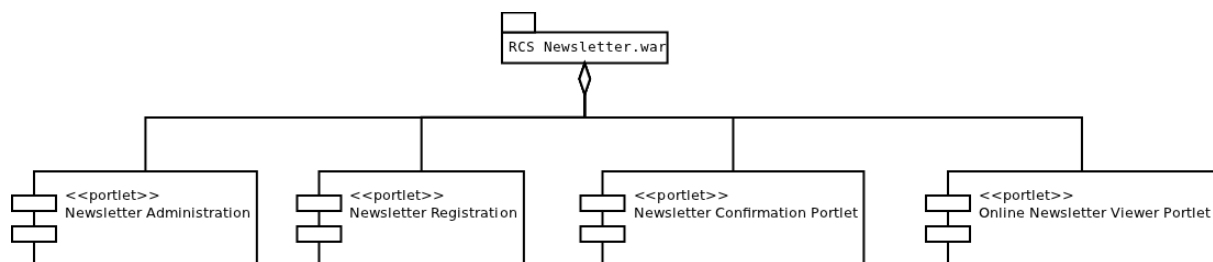 RCS Newsletter.war
<<portlet>>
Newsletter Administration
<<portlet>>
Newsletter Registration
<<portlet>>
Newsletter Confirmation Portlet
<<portlet>>
Online Newsletter Viewer Portlet